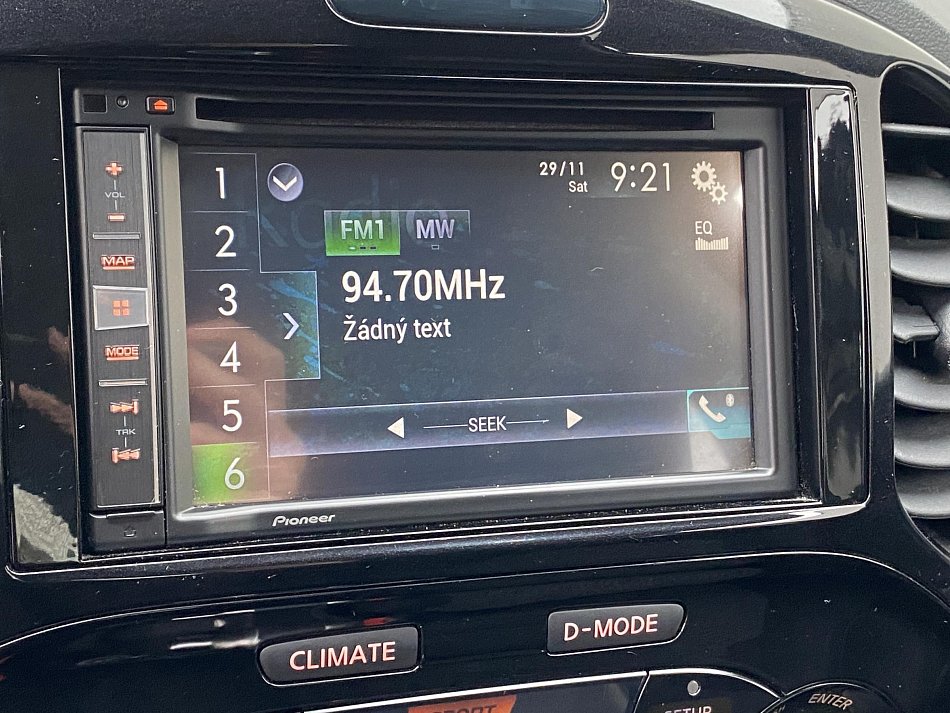 29/11
Sat
9:21
1
2
3
4
5
6
VOL
MAP
MODE
TRK
FM1
MW
EQ
94.70MHz
Žádný text
SEEK
Pioneer
CLIMATE
D-MODE
ENTER